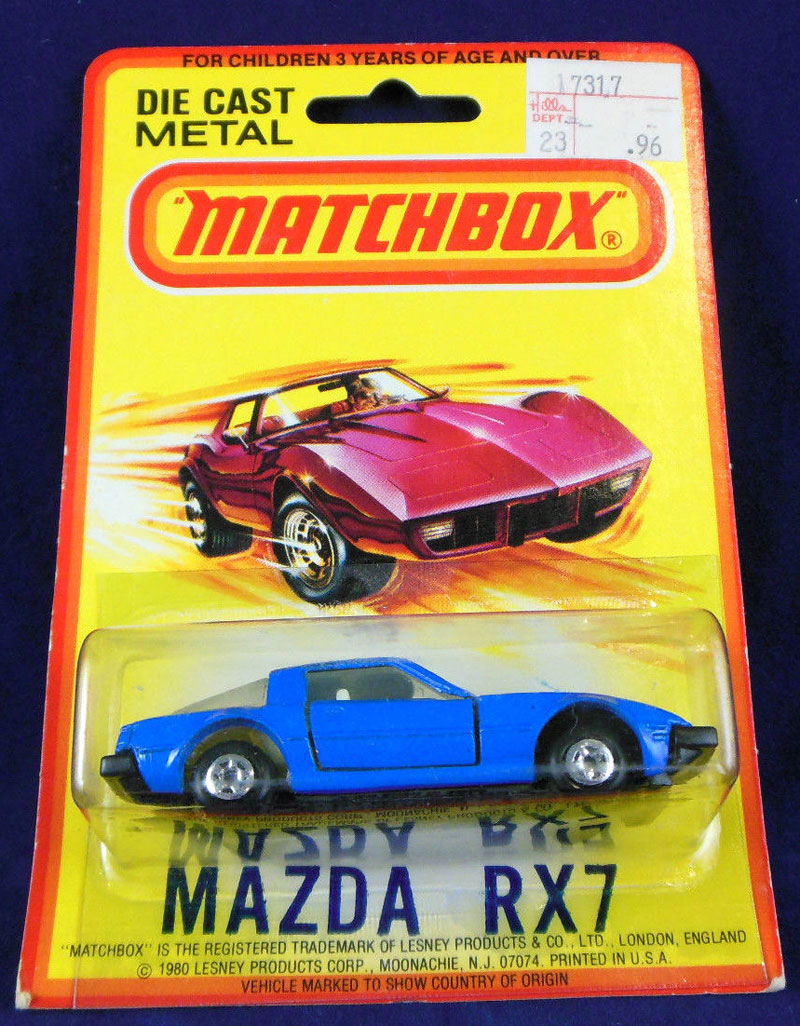 FOR CHILDREN 3 YEARS OF AGE AND OVER
DIE CAST
METAL
17317
Hills
DEPT.
23 .96
"MATCHBOX"®
MAZDA RX7
"MATCHBOX" IS THE REGISTERED TRADEMARK OF LESNEY PRODUCTS & CO., LTD., LONDON, ENGLAND
© 1980 LESNEY PRODUCTS CORP., MOONACHIE, N.J. 07074. PRINTED IN U.S.A.
VEHICLE MARKED TO SHOW COUNTRY OF ORIGIN